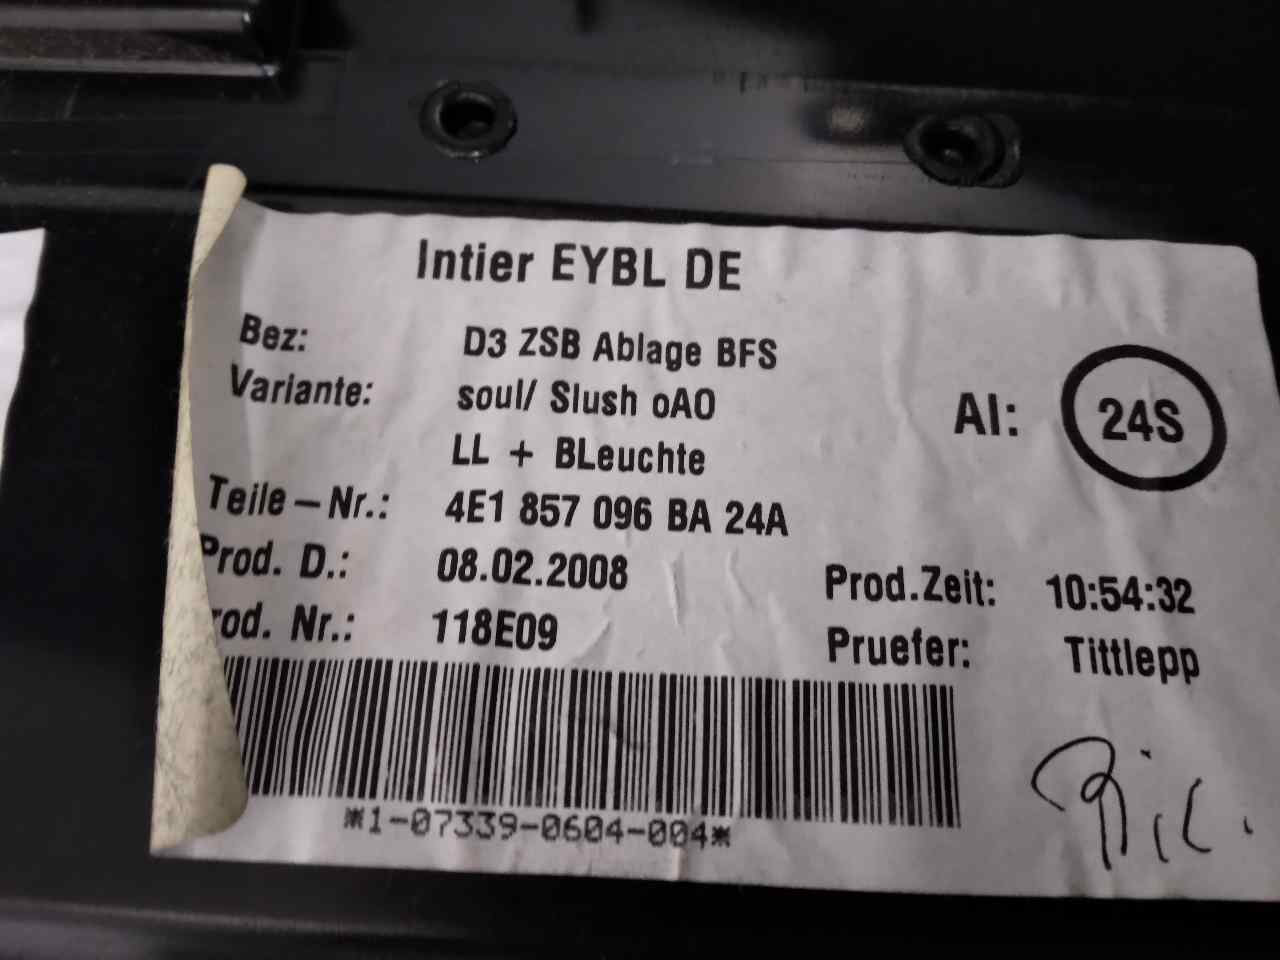 Intier EYBL DE
Bez: D3 ZSB Ablage BFS
Variante: soul/ Slush oAO
LL + BLeuchte
AI: 24S
Teile-Nr.: 4E1 857 096 BA 24A
Prod. D.: 08.02.2008 Prod.Zeit: 10:54:32
rod. Nr.: 118E09 Pruefer: Tittlepp
*1-07339-0604-004*